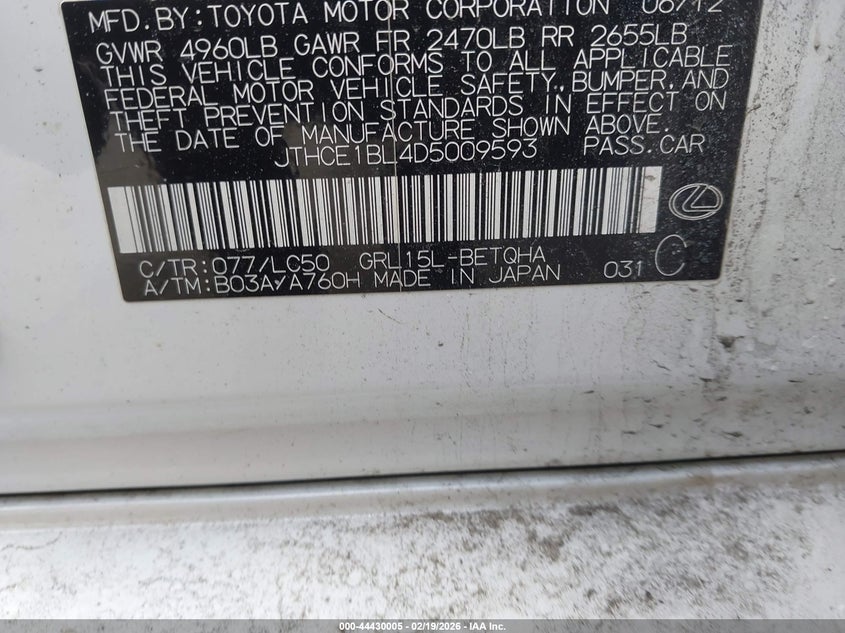 MFD.BY:TOYOTA MOTOR CORPORATION 06/12
GVWR 4960LB GAWR FR 2470LB RR 2655LB
THIS VEHICLE CONFORMS TO ALL APPLICABLE
FEDERAL MOTOR VEHICLE SAFETY, BUMPER, AND
THEFT PREVENTION STANDARDS IN EFFECT ON
THE DATE OF MANUFACTURE SHOWN ABOVE.
JTHCE1BL4D5009593 PASS.CAR
C/TR:077/LC50 GRL15L-BETQHA
A/TM:B03A/A760H MADE IN JAPAN 031 C
000-44430005 - 02/19/2026 - IAA Inc.